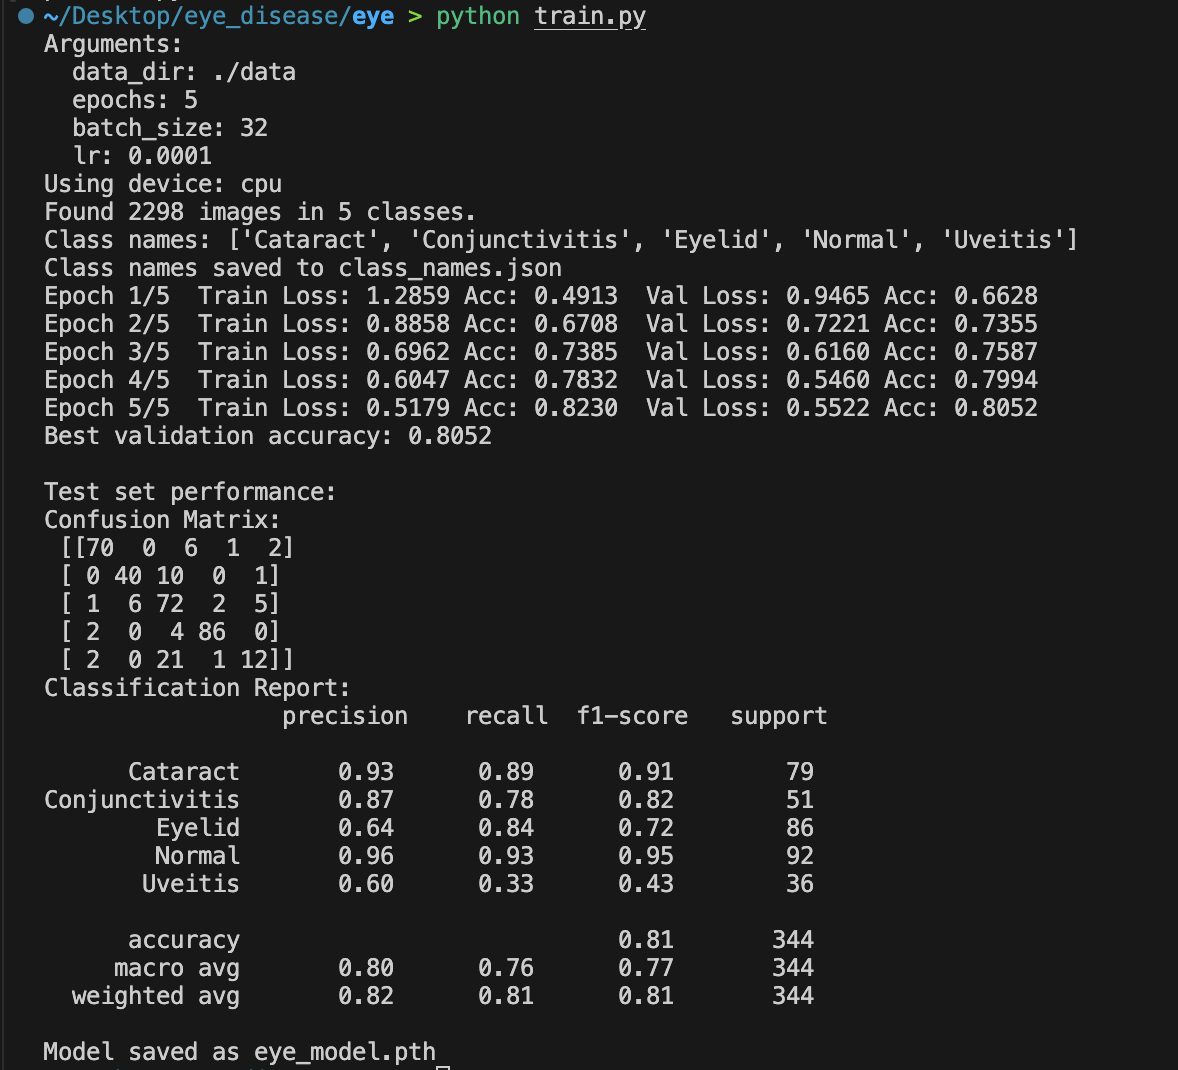 ~/Desktop/eye_disease/eye > python train.py
Arguments:
  data_dir: ./data
  epochs: 5
  batch_size: 32
  lr: 0.0001
Using device: cpu
Found 2298 images in 5 classes.
Class names: ['Cataract', 'Conjunctivitis', 'Eyelid', 'Normal', 'Uveitis']
Class names saved to class_names.json
Epoch 1/5  Train Loss: 1.2859 Acc: 0.4913  Val Loss: 0.9465 Acc: 0.6628
Epoch 2/5  Train Loss: 0.8858 Acc: 0.6708  Val Loss: 0.7221 Acc: 0.7355
Epoch 3/5  Train Loss: 0.6962 Acc: 0.7385  Val Loss: 0.6160 Acc: 0.7587
Epoch 4/5  Train Loss: 0.6047 Acc: 0.7832  Val Loss: 0.5460 Acc: 0.7994
Epoch 5/5  Train Loss: 0.5179 Acc: 0.8230  Val Loss: 0.5522 Acc: 0.8052
Best validation accuracy: 0.8052

Test set performance:
Confusion Matrix:
 [[70  0  6  1  2]
 [ 0 40 10  0  1]
 [ 1  6 72  2  5]
 [ 2  0  4 86  0]
 [ 2  0 21  1 12]]
Classification Report:
                 precision    recall  f1-score   support

      Cataract       0.93      0.89      0.91        79
Conjunctivitis       0.87      0.78      0.82        51
        Eyelid       0.64      0.84      0.72        86
        Normal       0.96      0.93      0.95        92
       Uveitis       0.60      0.33      0.43        36

      accuracy                           0.81       344
     macro avg       0.80      0.76      0.77       344
  weighted avg       0.82      0.81      0.81       344

Model saved as eye_model.pth